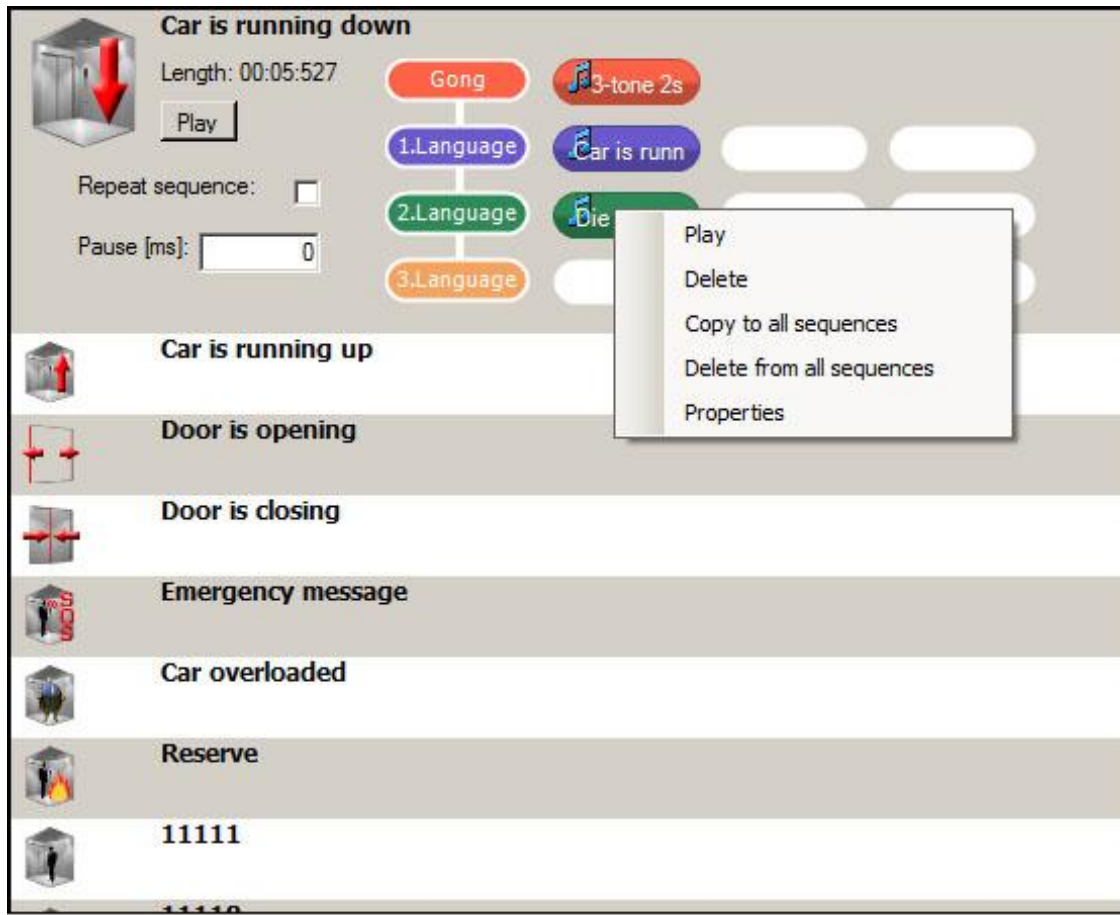 Car is running down
Length: 00:05:527
Play
Repeat sequence:
Pause [ms]: 0
Gong 3-tone 2s
1.Language Car is runn
2.Language Die
3.Language
Play
Delete
Copy to all sequences
Delete from all sequences
Properties
Car is running up
Door is opening
Door is closing
SOS
Emergency message
Car overloaded
Reserve
11111